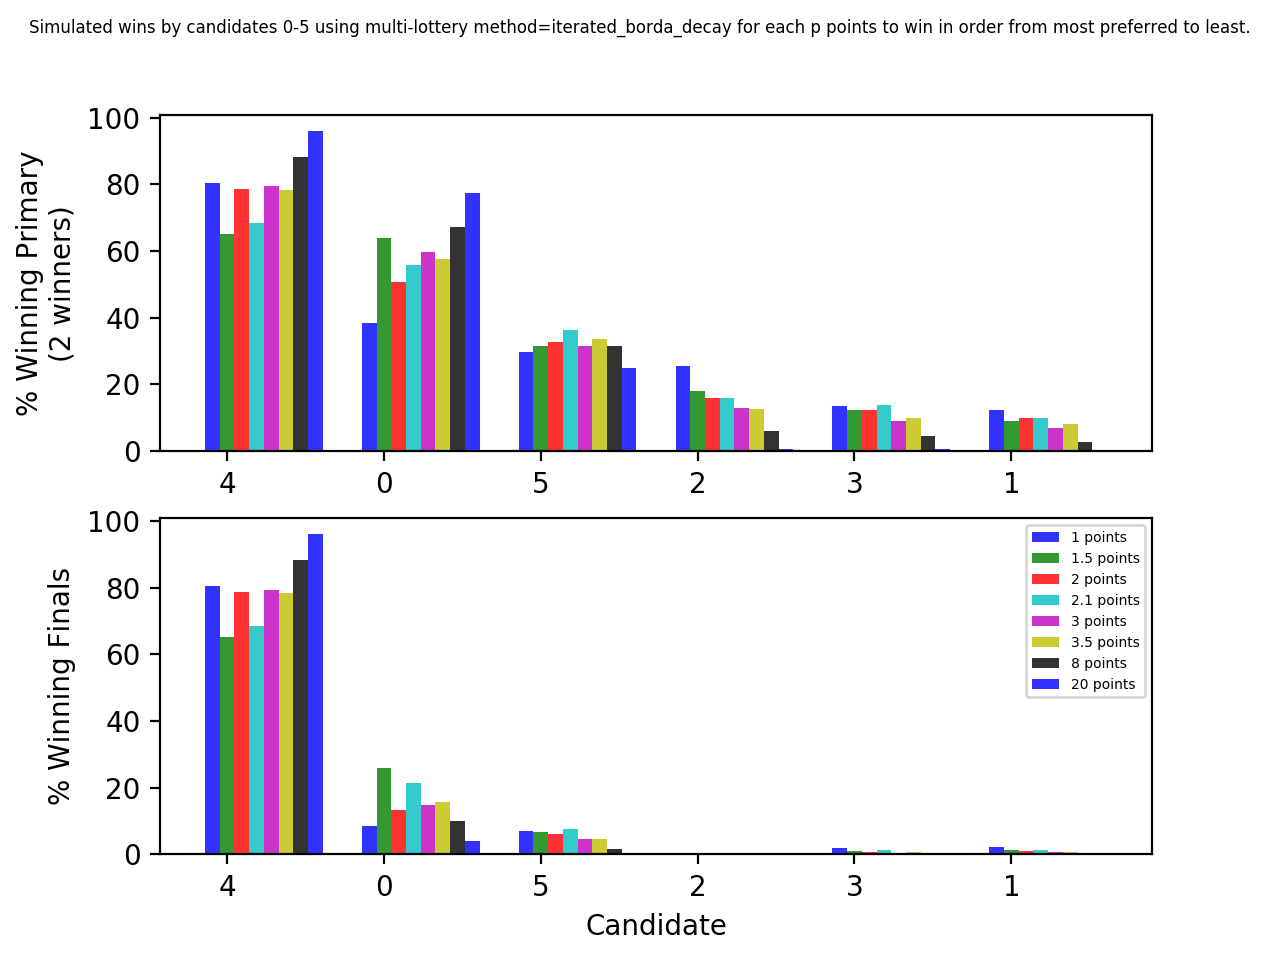 Simulated wins by candidates 0-5 using multi-lottery method=iterated_borda_decay for each p points to win in order from most preferred to least.
% Winning Primary
(2 winners)
100
80
60
40
20
0
4 0 5 2 3 1
% Winning Finals
100
80
60
40
20
0
1 points
1.5 points
2 points
2.1 points
3 points
3.5 points
8 points
20 points
4 0 5 2 3 1
Candidate